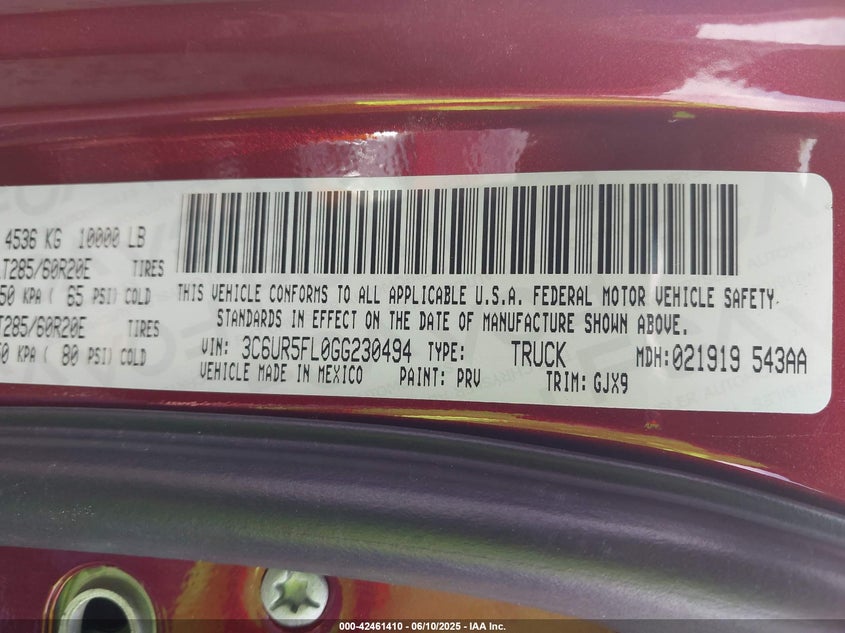 4536 KG 10000 LB
T285/60R20E TIRES
50 KPA ( 65 PSI) COLD
T285/60R20E TIRES
0 KPA ( 80 PSI) COLD
THIS VEHICLE CONFORMS TO ALL APPLICABLE U.S.A. FEDERAL MOTOR VEHICLE SAFETY
STANDARDS IN EFFECT ON THE DATE OF MANUFACTURE SHOWN ABOVE.
VIN: 3C6UR5FL0GG230494 TYPE: TRUCK MDH:021919 543AA
VEHICLE MADE IN MEXICO PAINT: PRV TRIM: GJX9
000-42461410 - 06/10/2025 - IAA Inc.